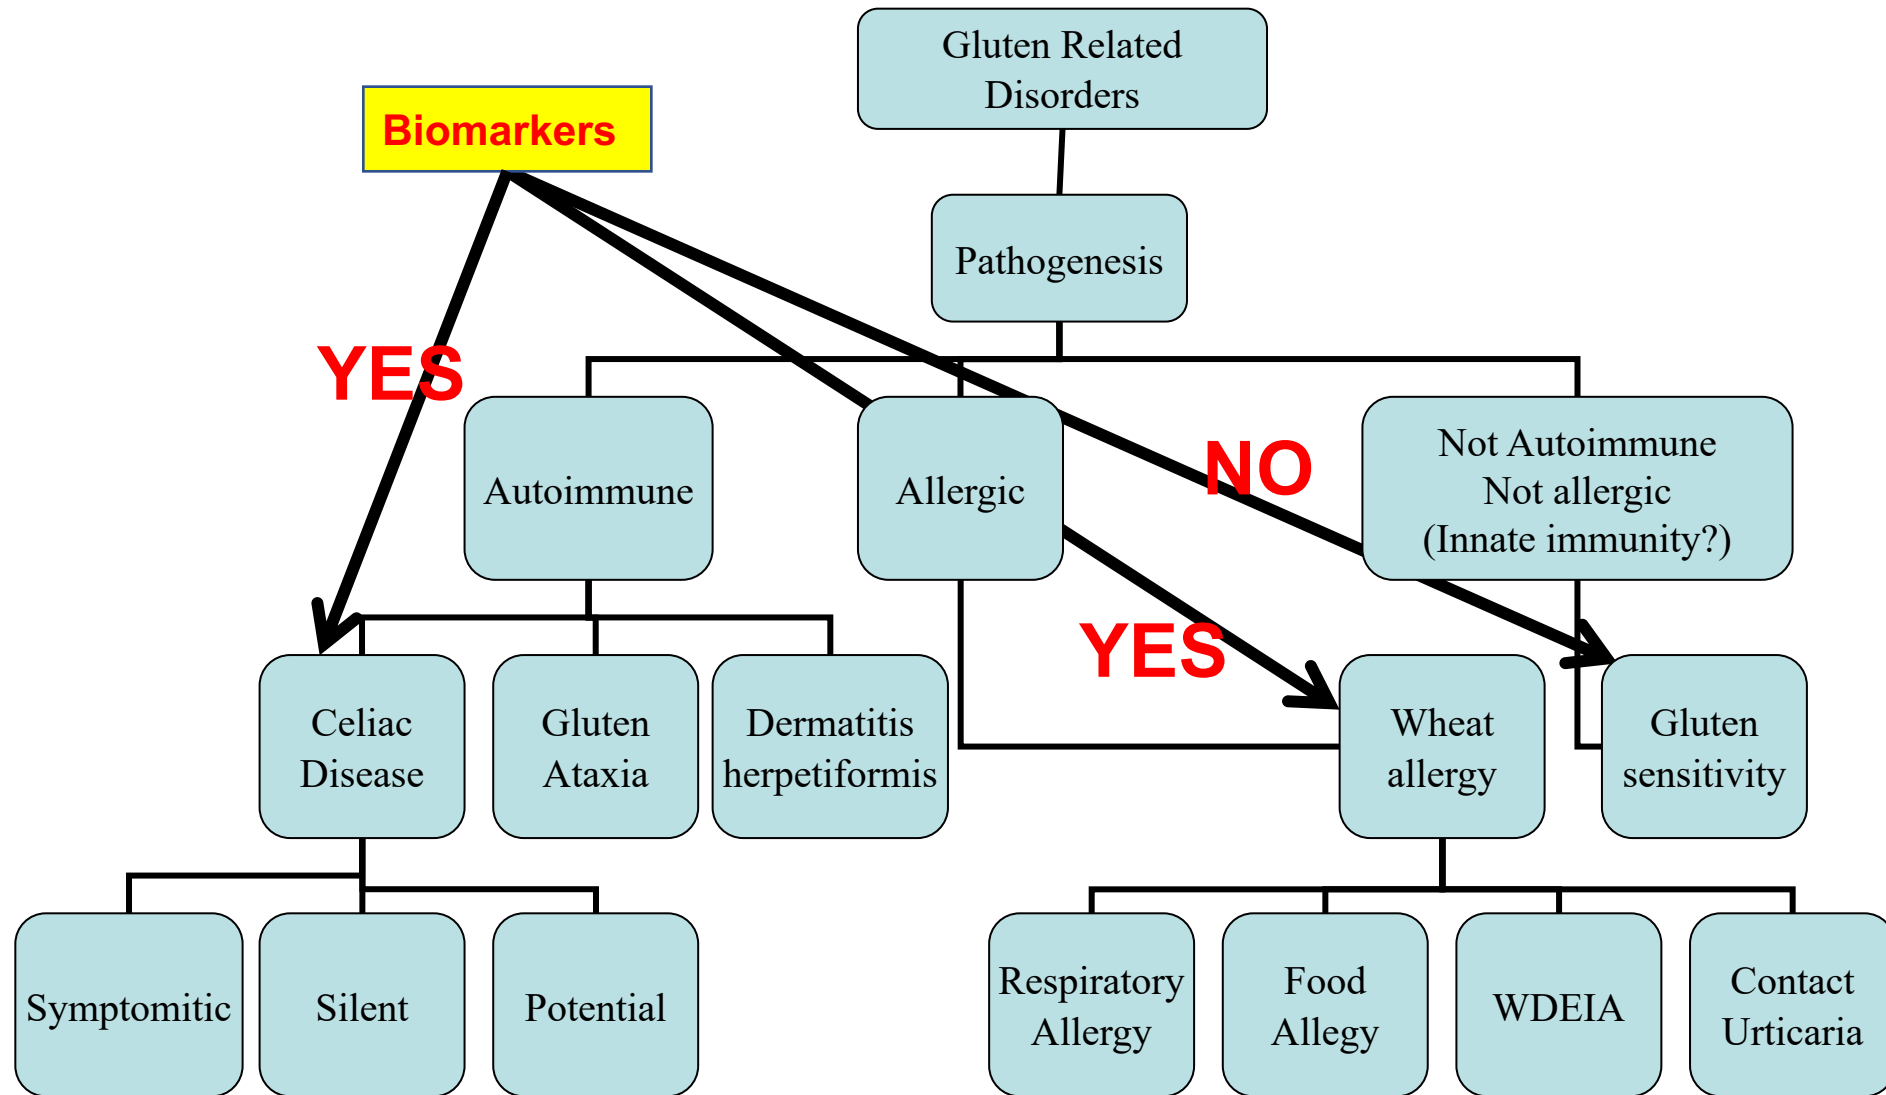 Gluten Related
Disorders
Biomarkers
Pathogenesis
YES
Autoimmune
Allergic
NO
Not Autoimmune
Not allergic
(Innate immunity?)
YES
Celiac
Disease
Gluten
Ataxia
Dermatitis
herpetiformis
Wheat
allergy
Gluten
sensitivity
Symptomitic
Silent
Potential
Respiratory
Allergy
Food
Allegy
WDEIA
Contact
Urticaria